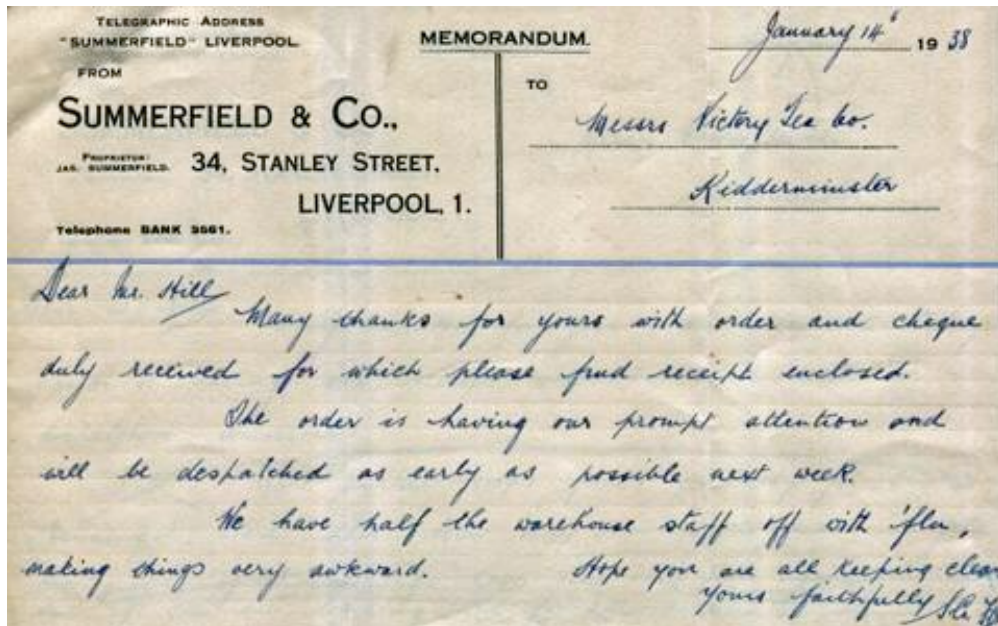 TELEGRAPHIC ADDRESS
"SUMMERFIELD" LIVERPOOL.
MEMORANDUM.
January 14 1938
FROM
TO
SUMMERFIELD & CO.,
Messrs Victory Tea Co.
PROPRIETOR:
JAS. SUMMERFIELD.
34, STANLEY STREET,
Kidderminster
LIVERPOOL, 1.
Telephone BANK 3561.
Dear Mr. Hill
Many thanks for yours with order and cheque
duly received for which please find receipt enclosed.
The order is having our prompt attention and
will be despatched as early as possible next week.
We have half the warehouse staff off with 'flu,
making things very awkward. Hope you are all keeping clear
Yours faithfully